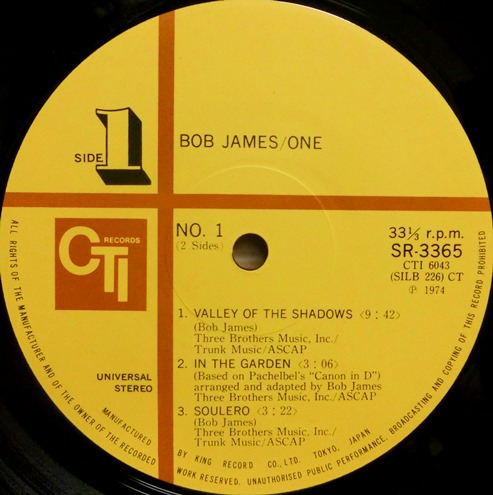 SIDE 1
BOB JAMES/ONE
CTI RECORDS
NO. 1
(2 Sides)
33⅓ r.p.m.
SR-3365
CTI 6043
(SILB 226) CT
℗ 1974
1. VALLEY OF THE SHADOWS <9 : 42>
(Bob James)
Three Brothers Music, Inc./
Trunk Music/ASCAP
2. IN THE GARDEN <3 : 06>
(Based on Pachelbel's "Canon in D")
arranged and adapted by Bob James
Three Brothers Music, Inc./ASCAP
3. SOULERO <3 : 22>
(Bob James)
Three Brothers Music, Inc./
Trunk Music/ASCAP
UNIVERSAL
STEREO
MANUFACTURED BY KING RECORD CO., LTD. TOKYO, JAPAN
ALL RIGHTS OF THE MANUFACTURER AND OF THE OWNER OF THE RECORDED WORK RESERVED. UNAUTHORISED PUBLIC PERFORMANCE, BROADCASTING AND COPYING OF THIS RECORD PROHIBITED